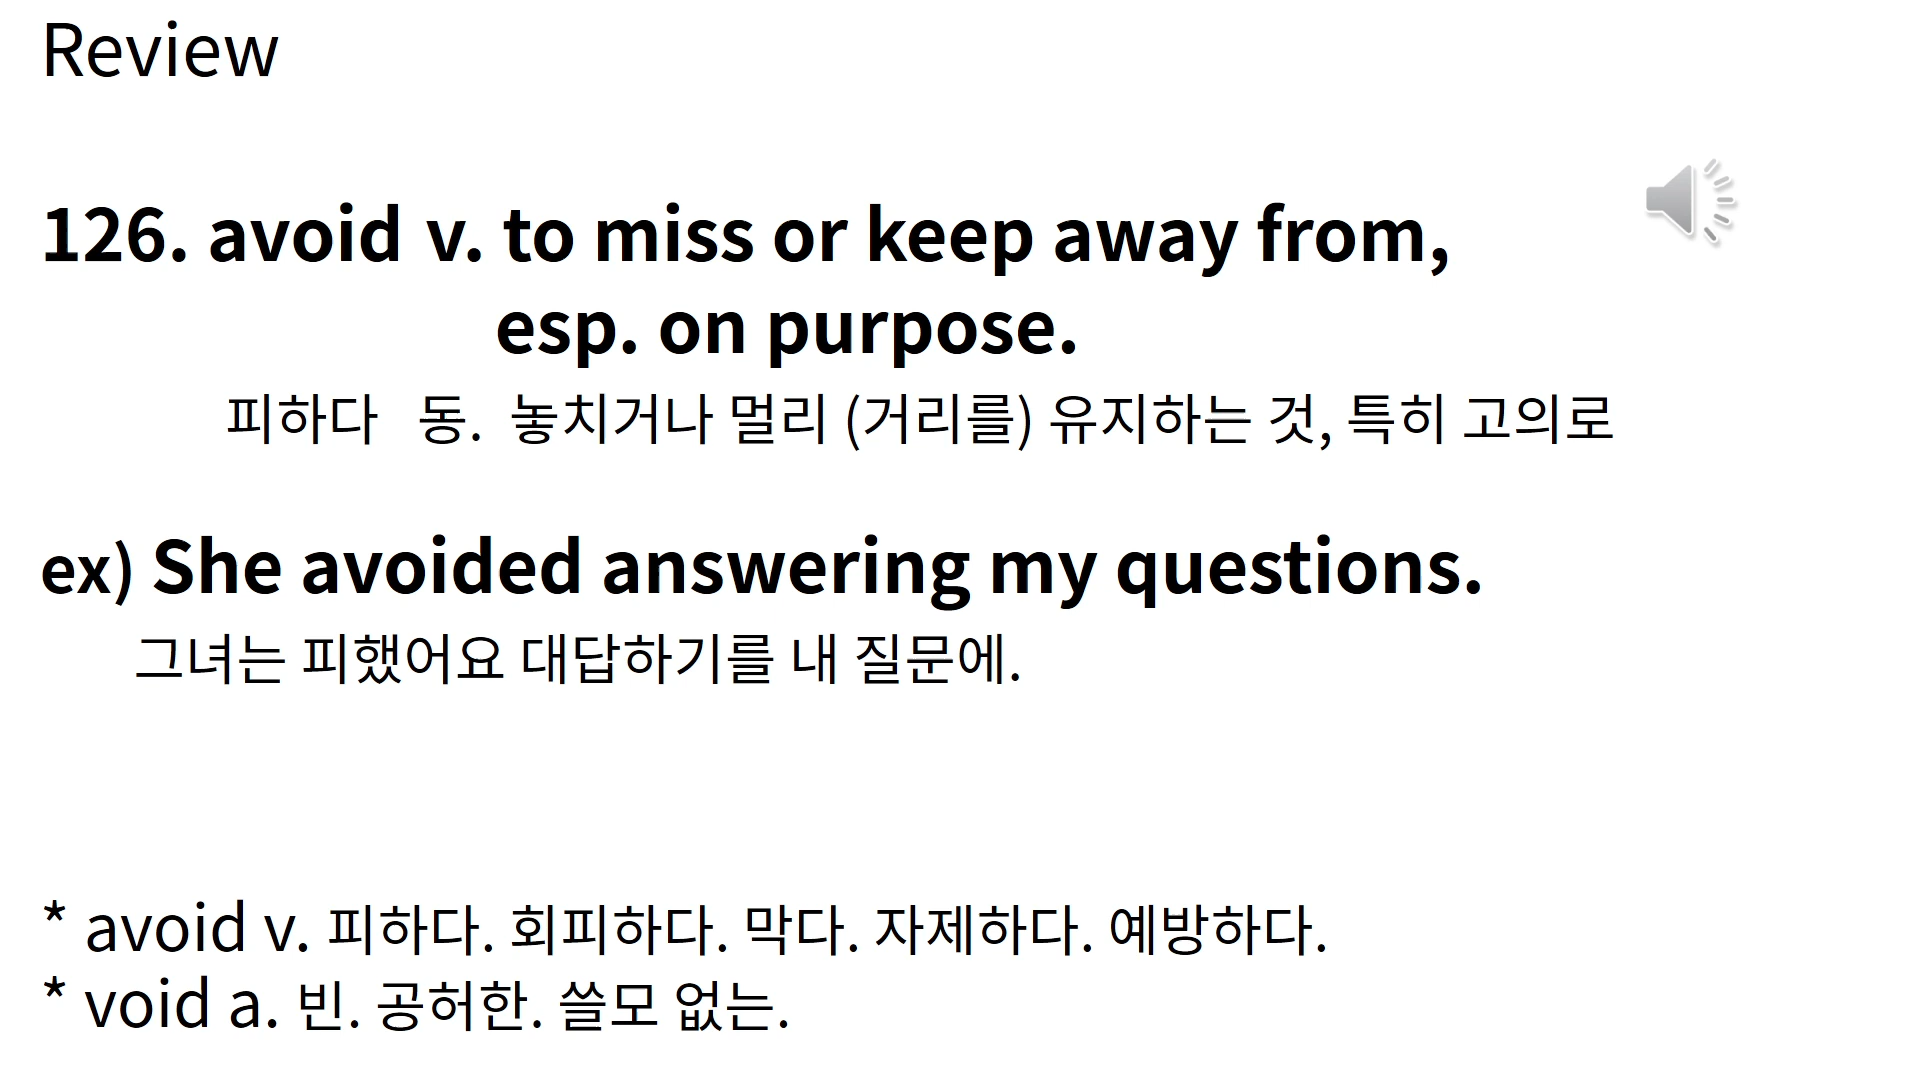 Review
126. avoid v. to miss or keep away from,
esp. on purpose.
피하다 동. 놓치거나 멀리 (거리를) 유지하는 것, 특히 고의로
ex) She avoided answering my questions.
그녀는 피했어요 대답하기를 내 질문에.
* avoid v. 피하다. 회피하다. 막다. 자제하다. 예방하다.
* void a. 빈. 공허한. 쓸모 없는.